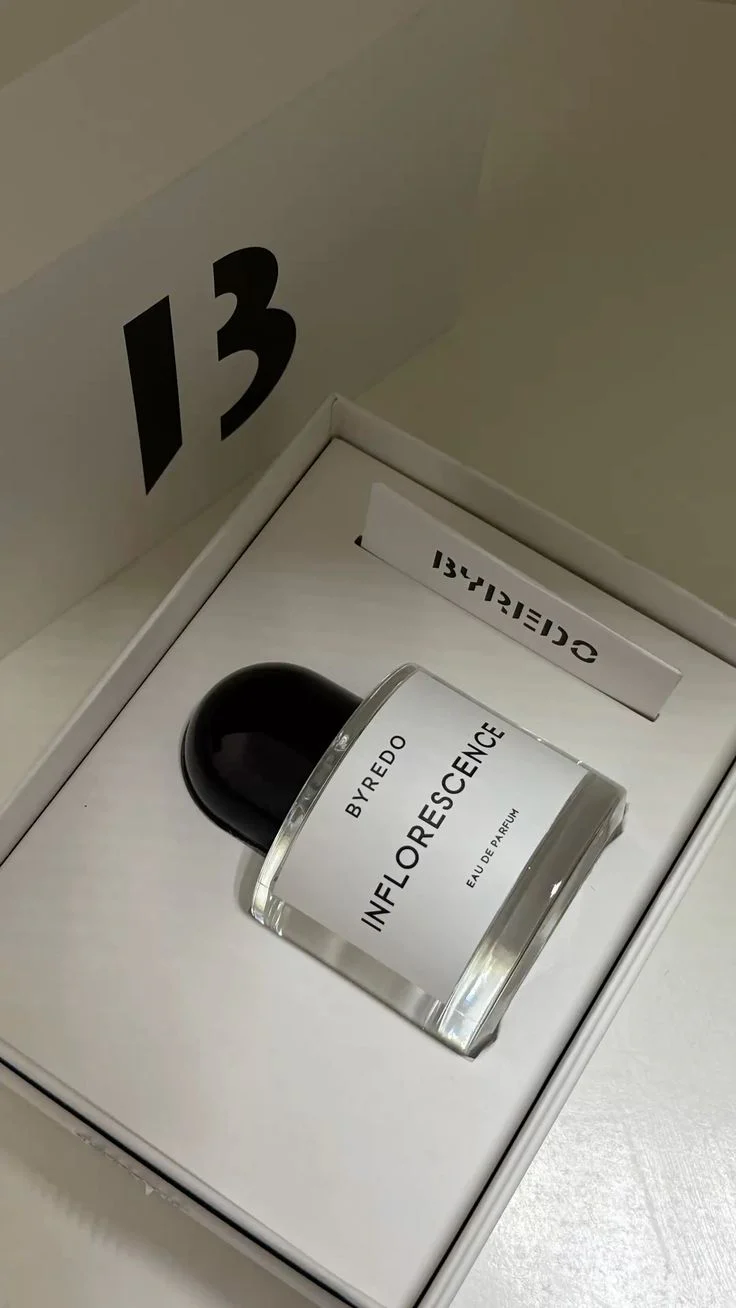 13
BYREDO
BYREDO
INFLORESCENCE
EAU DE PARFUM